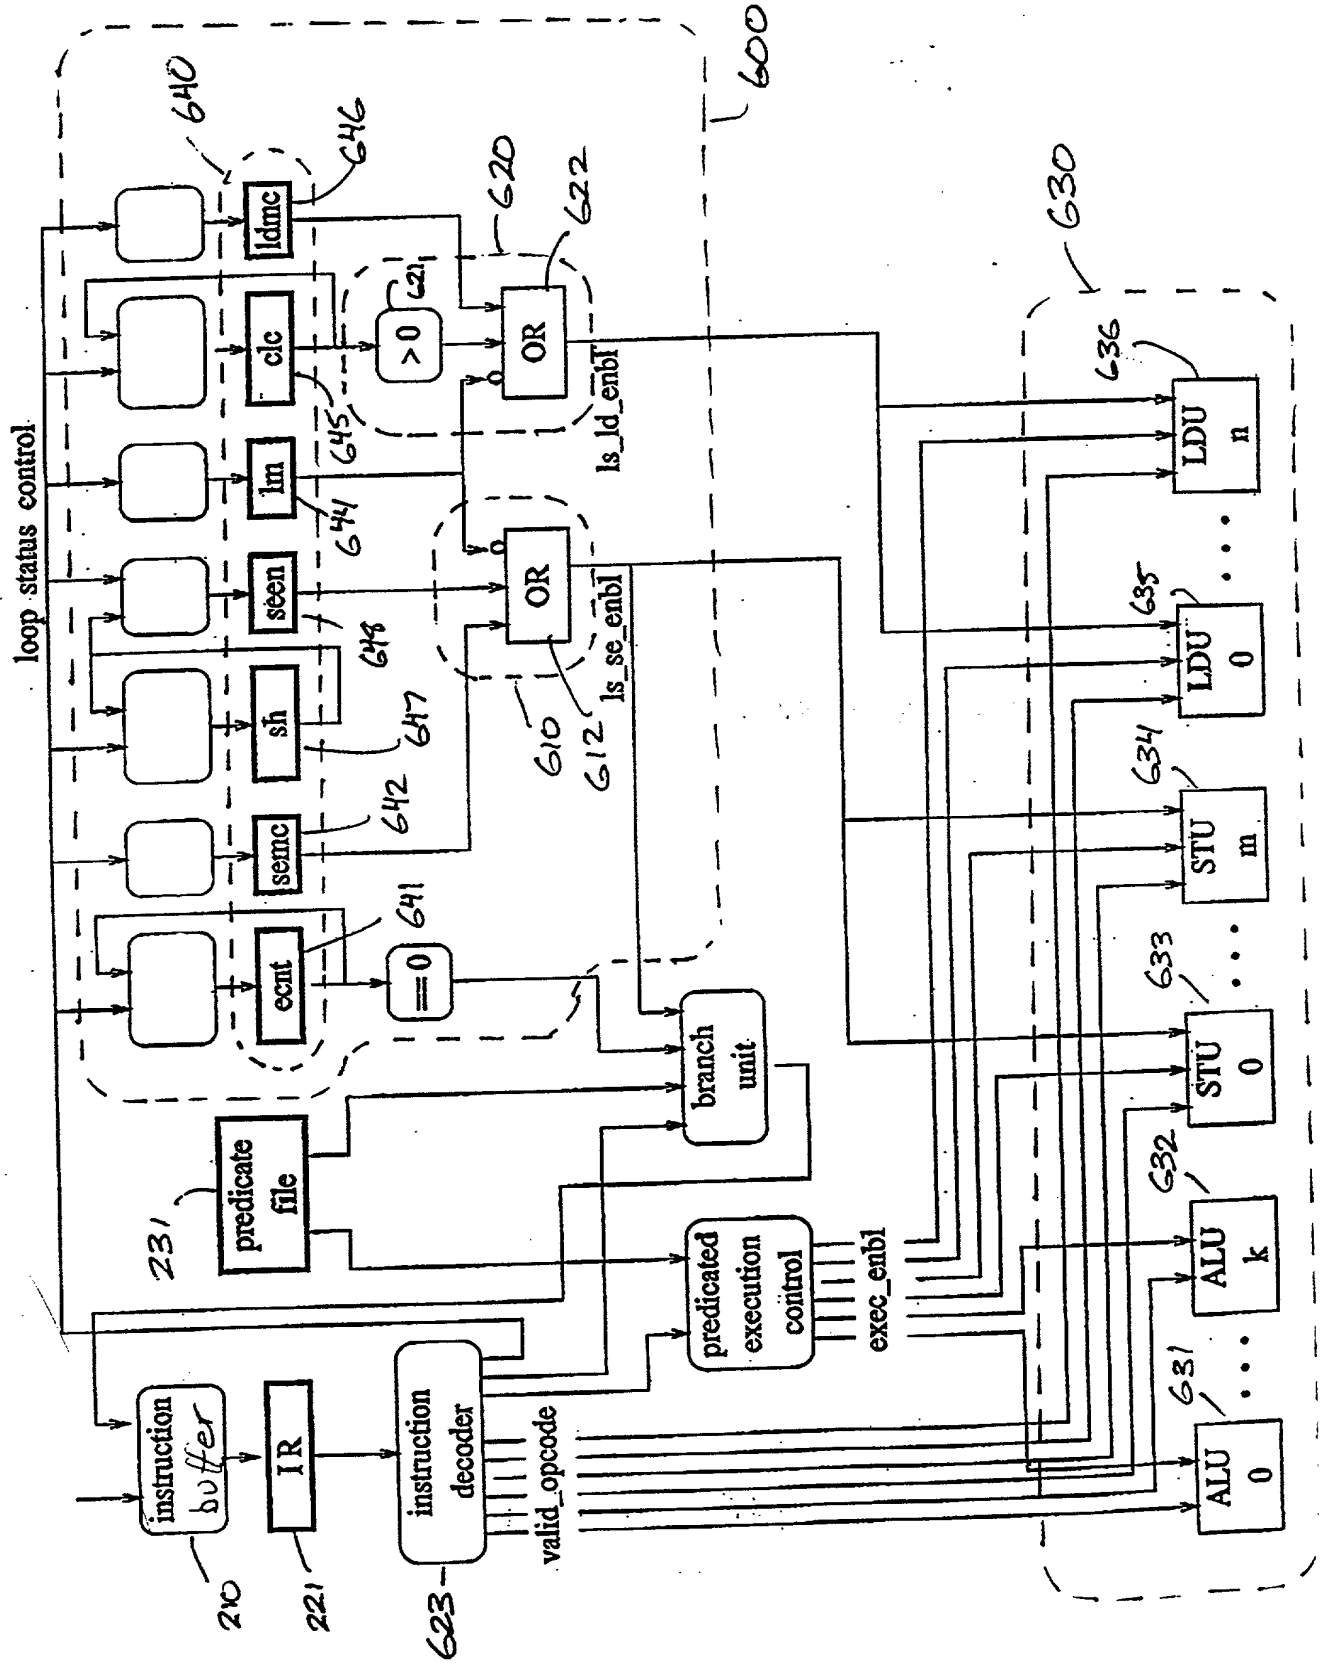 loop status control
640
ldmc
646
clc
645
lm
644
seen
648
sh
647
semc
642
ecnt
641
620
> 0
621
OR
622
ls_ld_enbl
OR
610
612
ls_se_enbl
== 0
600
231
predicate
file
branch
unit
instruction
buffer
210
IR
221
instruction
decoder
623
valid_opcode
predicated
execution
control
exec_enbl
630
ALU
0
631
ALU
k
632
STU
0
633
STU
m
634
LDU
0
635
LDU
n
636